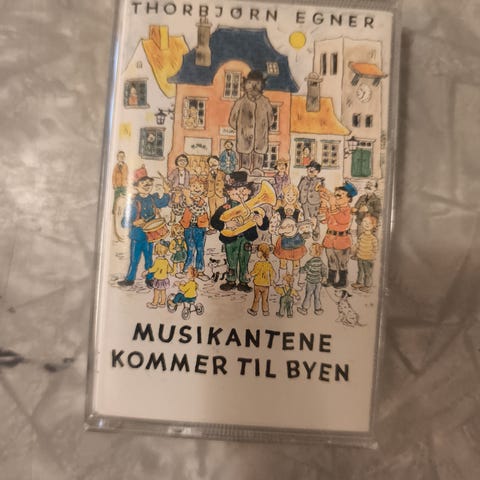 THORBJØRN EGNER
MUSIKANTENE
KOMMER TIL BYEN